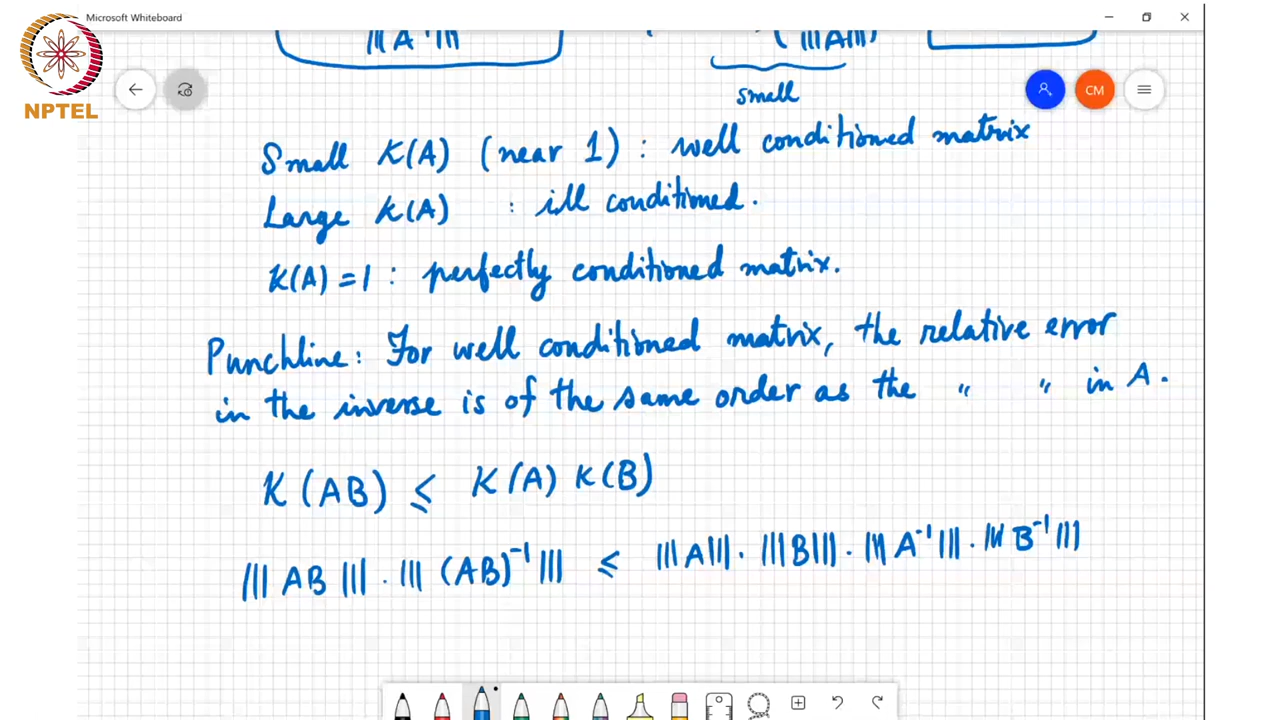 Microsoft Whiteboard
NPTEL
CM
|||A⁻¹|||
(|||A|||)
small
Small K(A) (near 1) : well conditioned matrix
Large K(A) : ill conditioned.
K(A) = 1 : perfectly conditioned matrix.
Punchline: For well conditioned matrix, the relative error
in the inverse is of the same order as the " " in A.
K(AB) ≤ K(A) K(B)
|||AB||| . |||(AB)⁻¹||| ≤ |||A||| . |||B||| . |||A⁻¹||| . |||B⁻¹|||